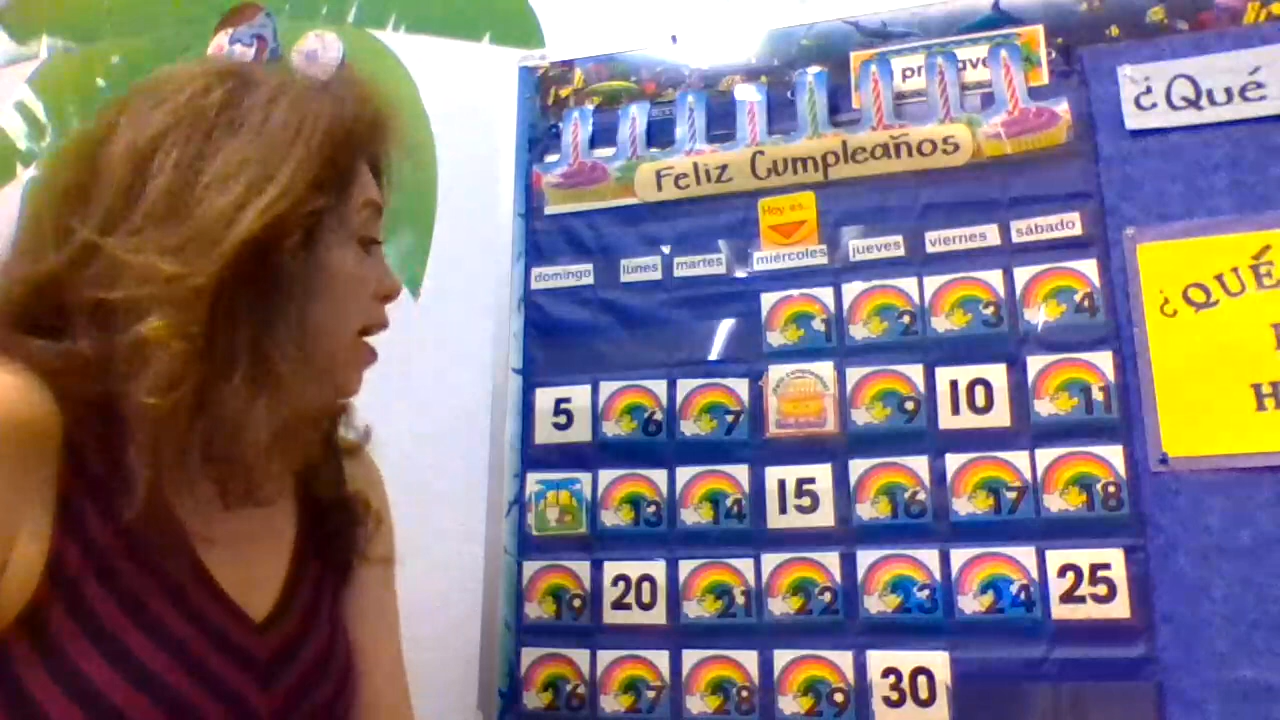 ¿Qué
Feliz Cumpleaños
Hoy es...
domingo lunes martes miércoles jueves viernes sábado
1 2 3 4
5 6 7 9 10 11
13 14 15 16 17 18
19 20 21 22 23 24 25
26 27 28 29 30
¿QUÉ
H